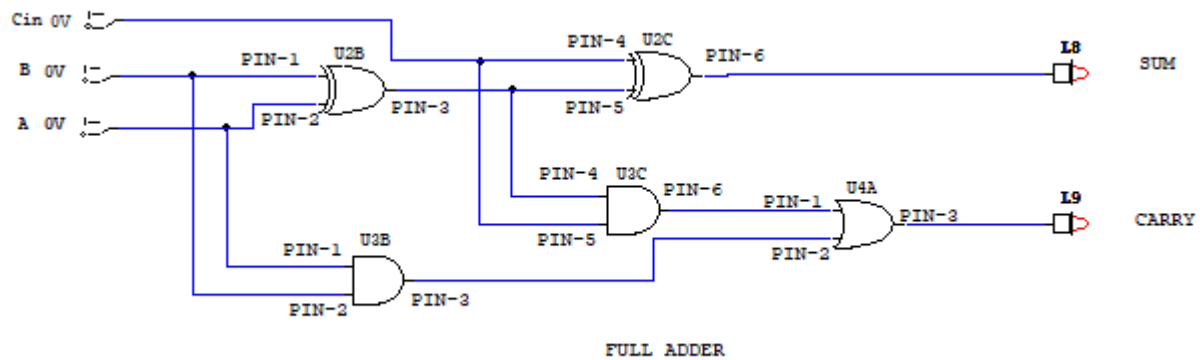 Cin 0V
PIN-4
U2C
PIN-6
L8
SUM
B 0V
PIN-1
U2B
PIN-3
PIN-5
A 0V
PIN-2
PIN-4
U3C
PIN-6
PIN-1
U4A
PIN-3
L9
CARRY
PIN-5
PIN-2
PIN-1
U3B
PIN-3
PIN-2
FULL ADDER